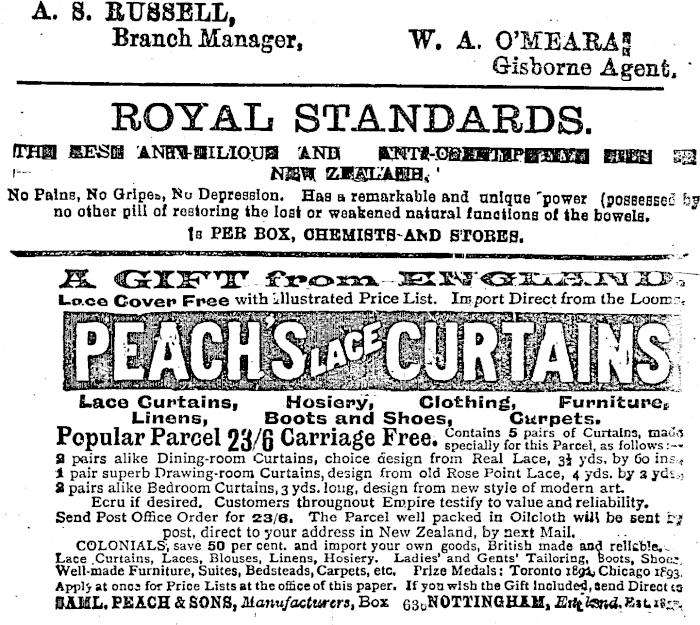 A. S. RUSSELL,
Branch Manager,
W. A. O'MEARA,
Gisborne Agent.
ROYAL STANDARDS.
THE BEST ANTI-BILIOUS AND
NEW ZEALAND.
No Pains, No Gripes, No Depression. Has a remarkable and unique power (possessed by
no other pill of restoring the lost or weakened natural functions of the bowels.
1s PER BOX, CHEMISTS AND STORES.
A GIFT from ENGLAND.
Lace Cover Free with Illustrated Price List. Import Direct from the Looms.
PEACH'S LACE CURTAINS
Lace Curtains, Hosiery, Clothing, Furniture,
Linens, Boots and Shoes, Carpets.
Popular Parcel 23/6 Carriage Free. Contains 5 pairs of Curtains, made
specially for this Parcel, as follows:—
2 pairs alike Dining-room Curtains, choice design from Real Lace, 3½ yds. by 60 ins.
1 pair superb Drawing-room Curtains, design from old Rose Point Lace, 4 yds. by 2 yds.
2 pairs alike Bedroom Curtains, 3 yds. long, design from new style of modern art.
Ecru if desired. Customers throughout Empire testify to value and reliability.
Send Post Office Order for 23/6. The Parcel well packed in Oilcloth will be sent by
post, direct to your address in New Zealand, by next Mail.
COLONIALS, save 50 per cent. and import your own goods, British made and reliable.
Lace Curtains, Laces, Blouses, Linens, Hosiery. Ladies' and Gents' Tailoring, Boots, Shoes.
Well-made Furniture, Suites, Bedsteads, Carpets, etc. Prize Medals: Toronto 1892, Chicago 1893.
Apply at once for Price Lists at the office of this paper. If you wish the Gift Included, send Direct to
SAML. PEACH & SONS, Manufacturers, Box NOTTINGHAM, England. Est.